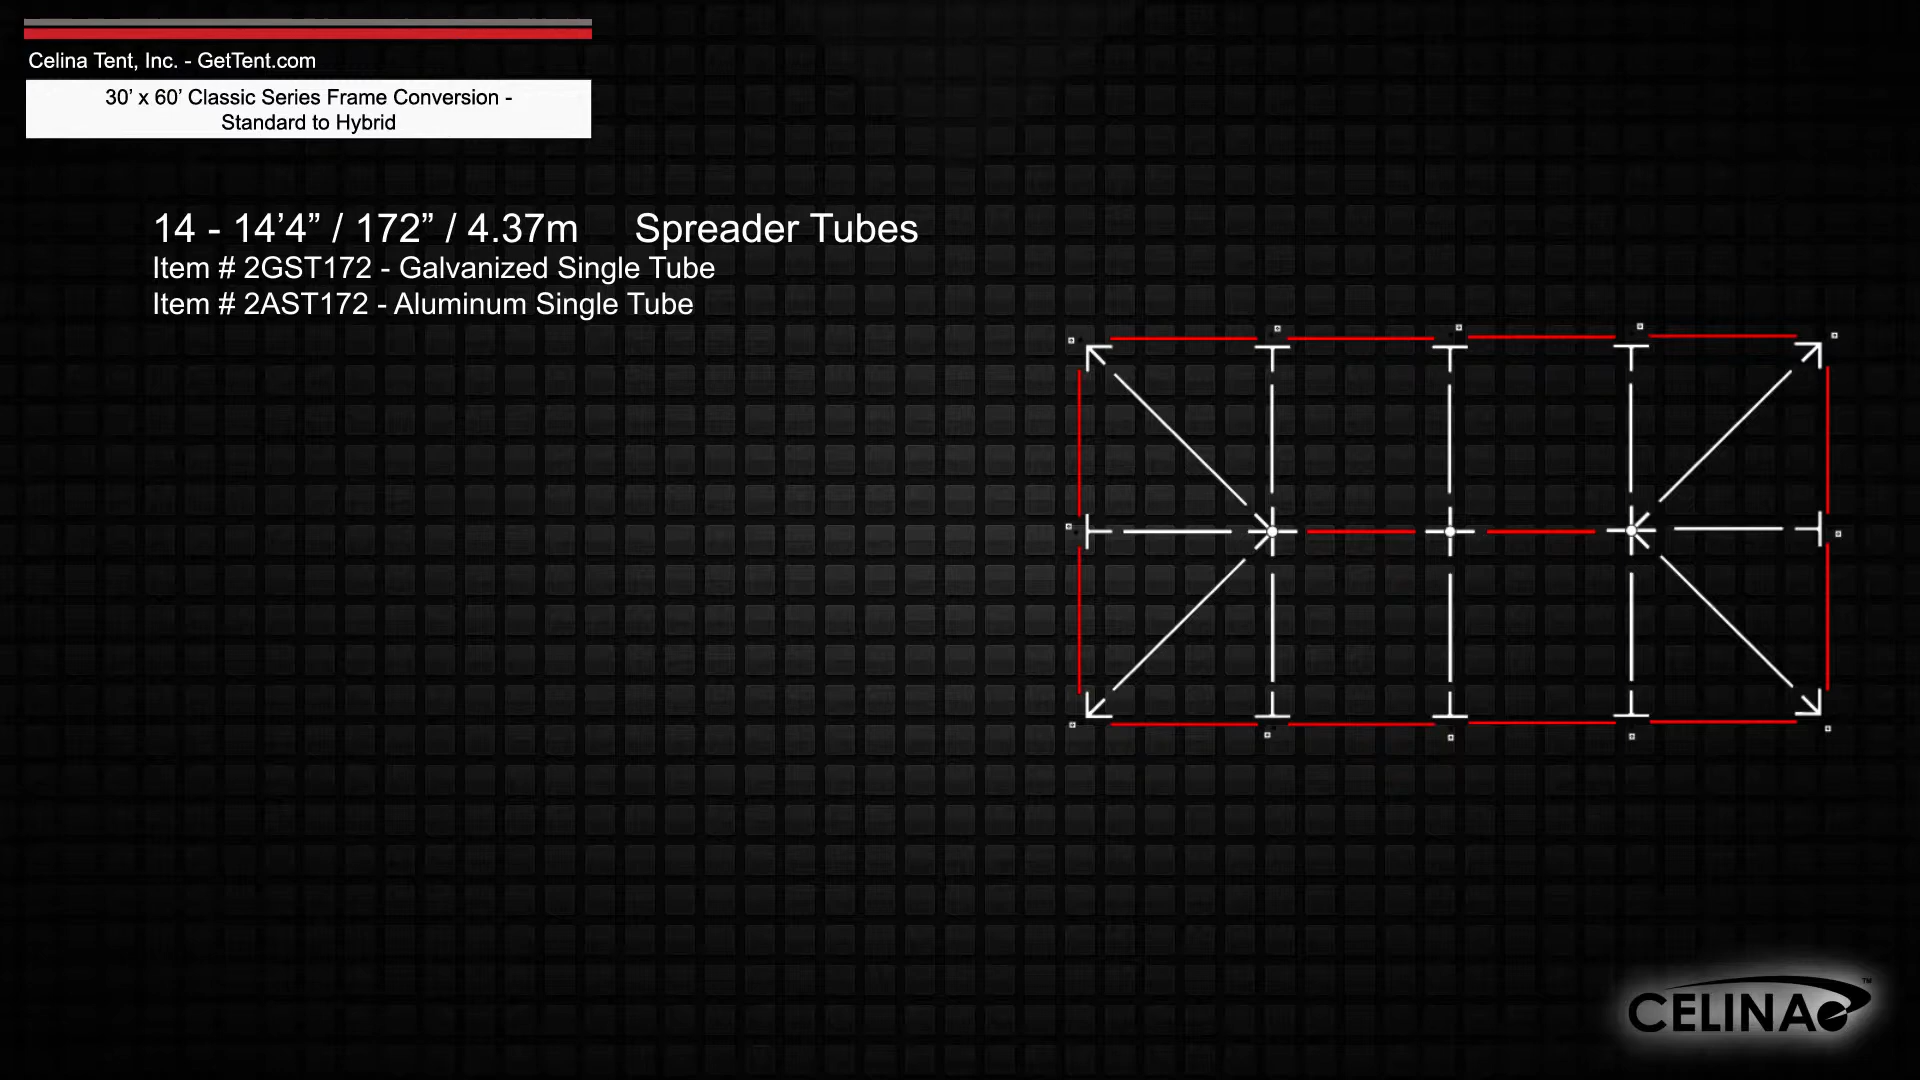 Celina Tent, Inc. - GetTent.com
30’ x 60’ Classic Series Frame Conversion -
Standard to Hybrid
14 - 14’4” / 172” / 4.37m Spreader Tubes
Item # 2GST172 - Galvanized Single Tube
Item # 2AST172 - Aluminum Single Tube
CELINA ™